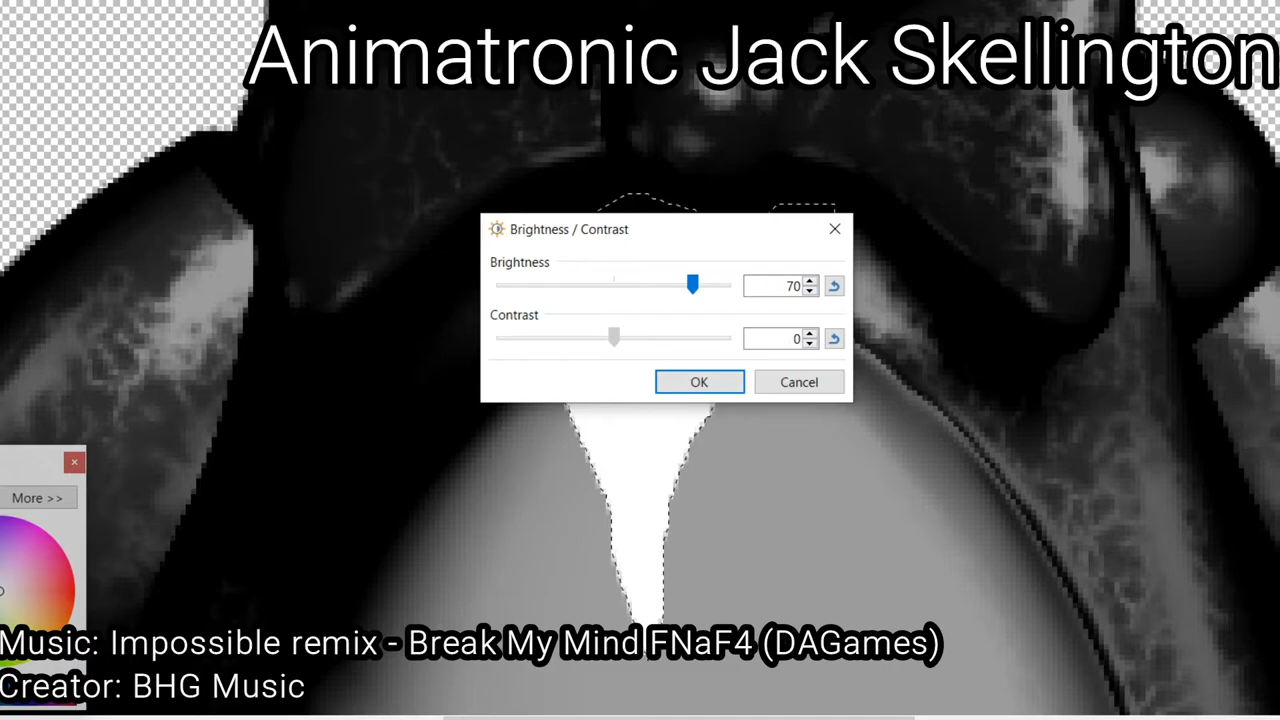 Animatronic Jack Skellington
Brightness / Contrast
Brightness
70
Contrast
0
OK
Cancel
More >>
Music: Impossible remix - Break My Mind FNaF4 (DAGames)
Creator: BHG Music